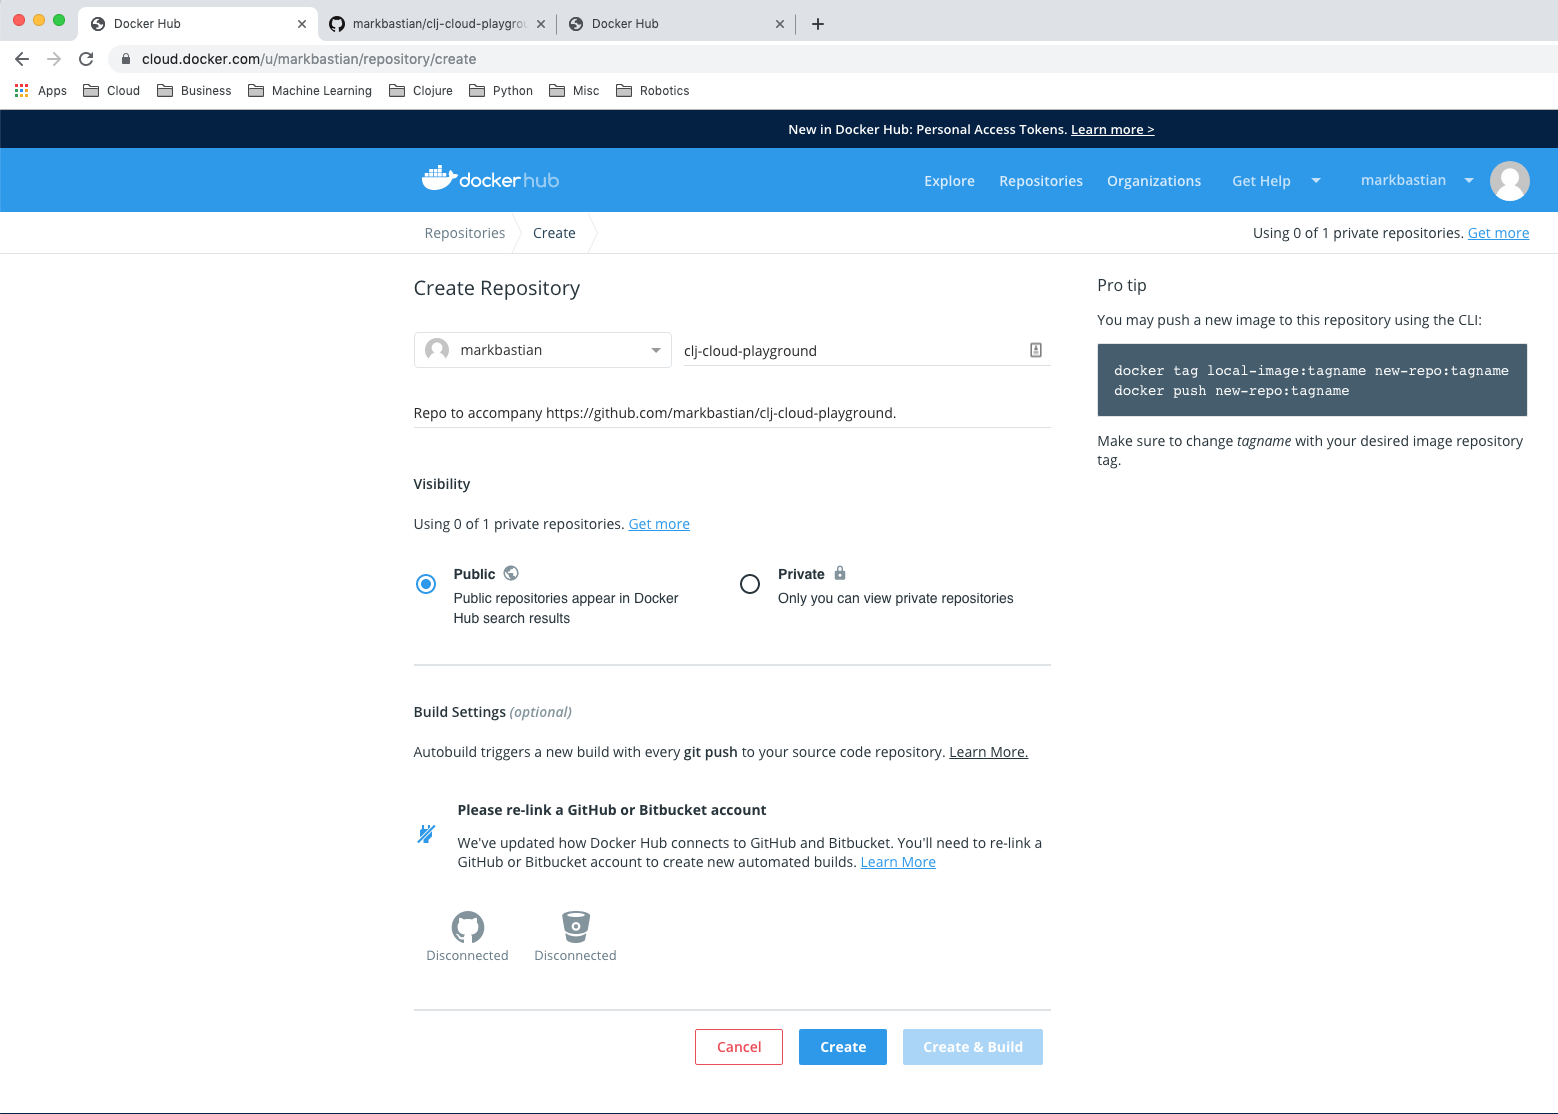 Docker Hub
markbastian/clj-cloud-playgrou
Docker Hub
cloud.docker.com/u/markbastian/repository/create
Apps Cloud Business Machine Learning Clojure Python Misc Robotics
New in Docker Hub: Personal Access Tokens. Learn more >
docker hub
Explore Repositories Organizations Get Help markbastian
Repositories Create
Using 0 of 1 private repositories. Get more
Create Repository
markbastian
clj-cloud-playground
Repo to accompany https://github.com/markbastian/clj-cloud-playground.
Visibility
Using 0 of 1 private repositories. Get more
Public
Public repositories appear in Docker
Hub search results
Private
Only you can view private repositories
Build Settings (optional)
Autobuild triggers a new build with every git push to your source code repository. Learn More.
Please re-link a GitHub or Bitbucket account
We've updated how Docker Hub connects to GitHub and Bitbucket. You'll need to re-link a
GitHub or Bitbucket account to create new automated builds. Learn More
Disconnected
Disconnected
Cancel
Create
Create & Build
Pro tip
You may push a new image to this repository using the CLI:
docker tag local-image:tagname new-repo:tagname
docker push new-repo:tagname
Make sure to change tagname with your desired image repository
tag.